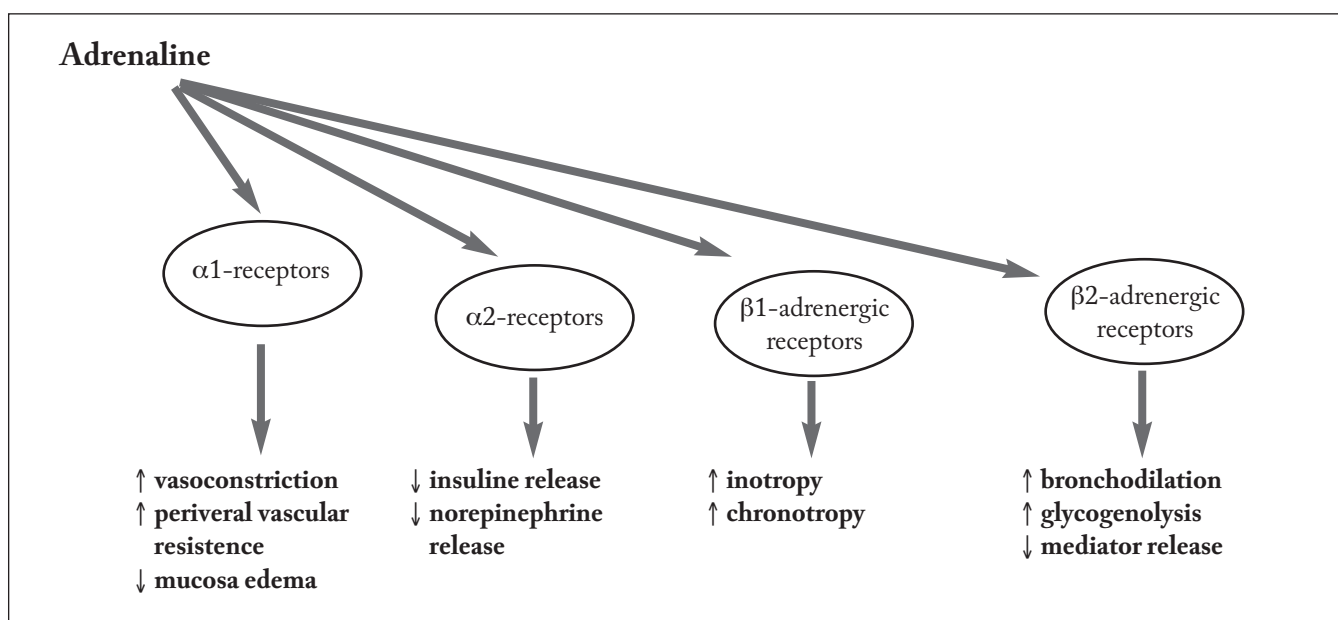 Adrenaline
α1-receptors
α2-receptors
β1-adrenergic
receptors
β2-adrenergic
receptors
↑ vasoconstriction
↑ periveral vascular
resistence
↓ mucosa edema
↓ insuline release
↓ norepinephrine
release
↑ inotropy
↑ chronotropy
↑ bronchodilation
↑ glycogenolysis
↓ mediator release